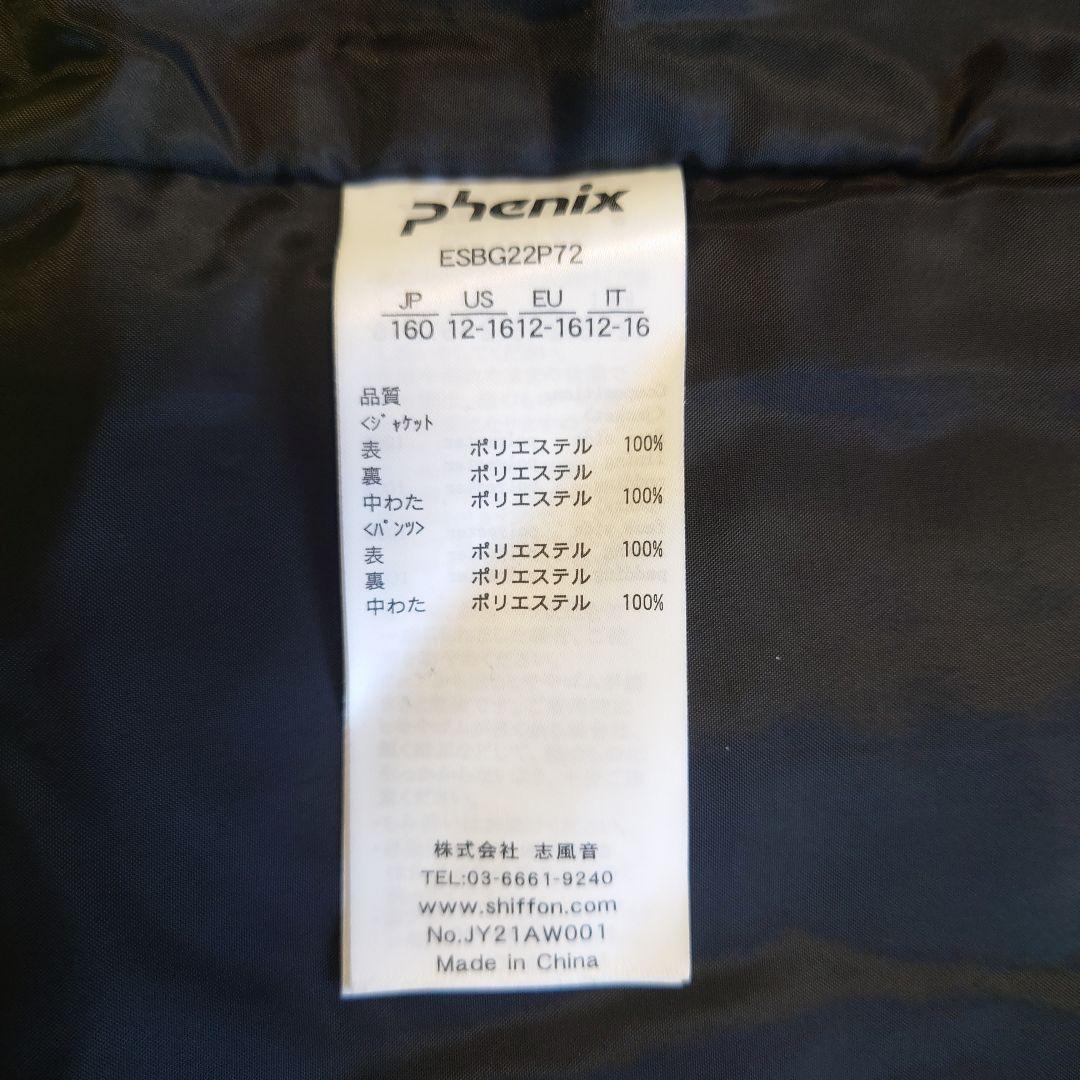 phenix
ESBG22P72
JP US EU IT
160 12-16 12-16 12-16
品質
<ｼﾞｬｹｯﾄ
表 ポリエステル 100%
裏 ポリエステル
中わた ポリエステル 100%
<ﾊﾟﾝﾂ>
表 ポリエステル 100%
裏 ポリエステル
中わた ポリエステル 100%
株式会社 志風音
TEL:03-6661-9240
www.shiffon.com
No.JY21AW001
Made in China